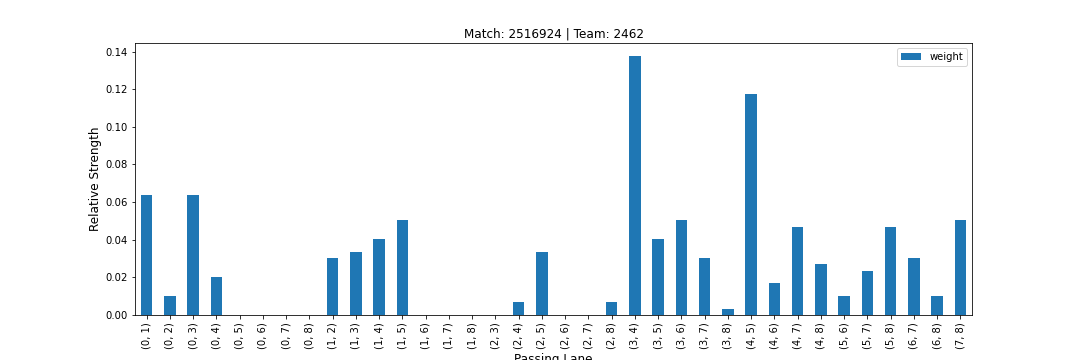 Match: 2516924 | Team: 2462
weight
Relative Strength
0.14
0.12
0.10
0.08
0.06
0.04
0.02
0.00
(0, 1) (0, 2) (0, 3) (0, 4) (0, 5) (0, 6) (0, 7) (0, 8) (1, 2) (1, 3) (1, 4) (1, 5) (1, 6) (1, 7) (1, 8) (2, 3) (2, 4) (2, 5) (2, 6) (2, 7) (2, 8) (3, 4) (3, 5) (3, 6) (3, 7) (3, 8) (4, 5) (4, 6) (4, 7) (4, 8) (5, 6) (5, 7) (5, 8) (6, 7) (6, 8) (7, 8)
Passing Lane